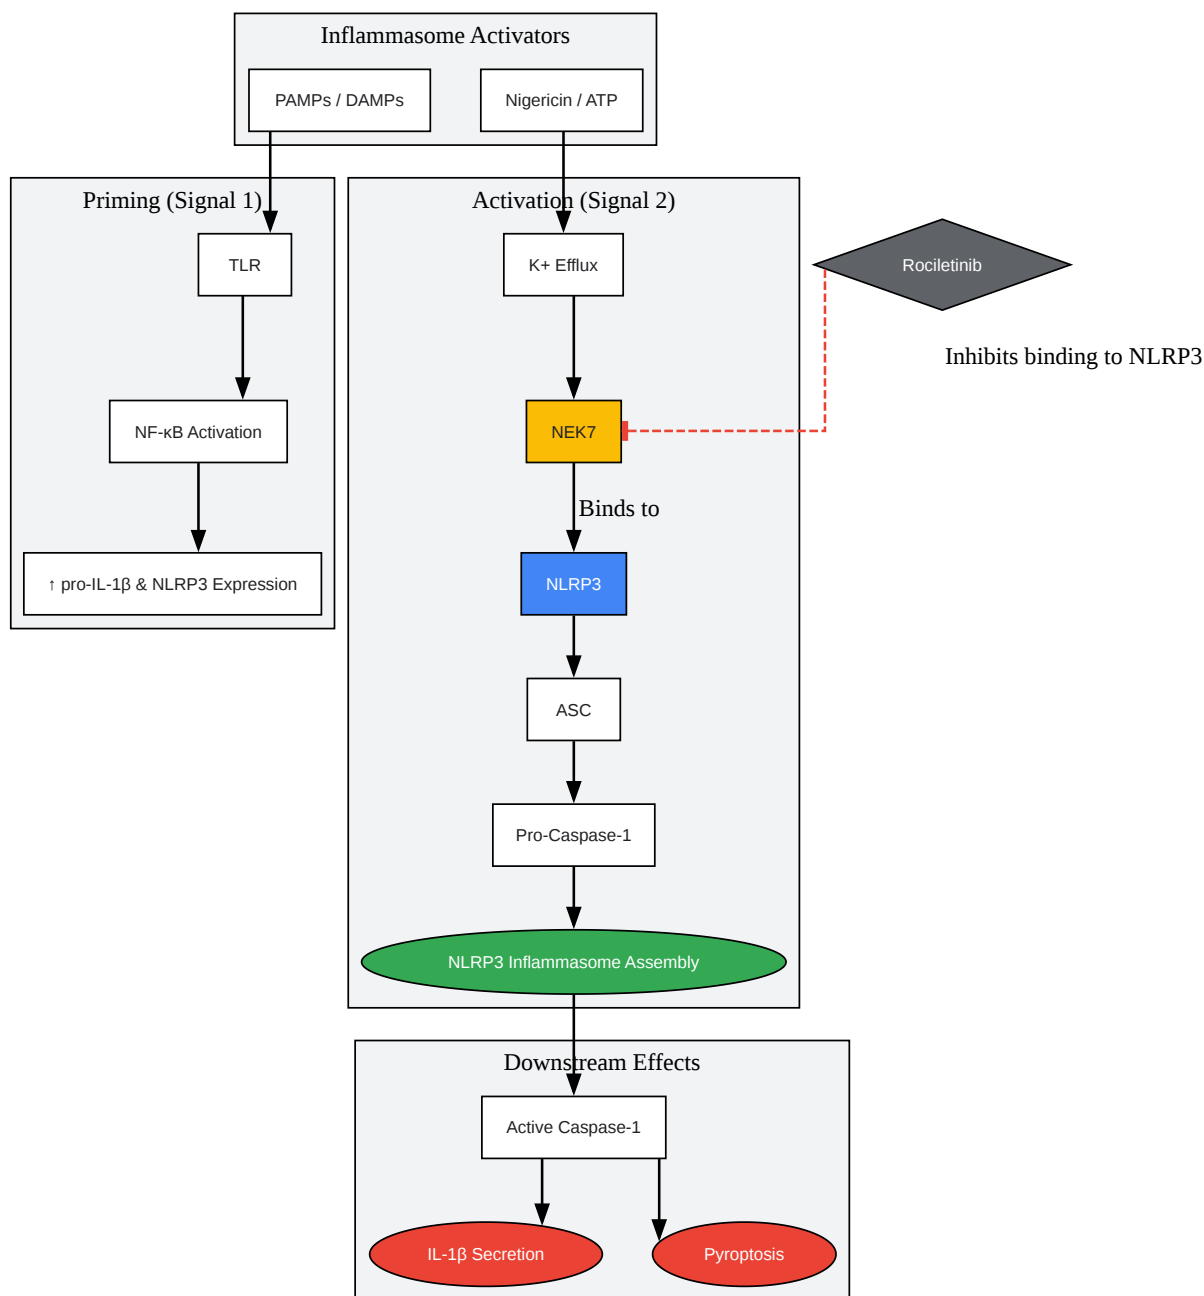 Inflammasome Activators
PAMPs / DAMPs
Nigericin / ATP
Priming (Signal 1)
TLR
NF-κB Activation
↑ pro-IL-1β & NLRP3 Expression
Activation (Signal 2)
K+ Efflux
NEK7
Binds to
NLRP3
ASC
Pro-Caspase-1
NLRP3 Inflammasome Assembly
Rociletinib
Inhibits binding to NLRP3
Downstream Effects
Active Caspase-1
IL-1β Secretion
Pyroptosis